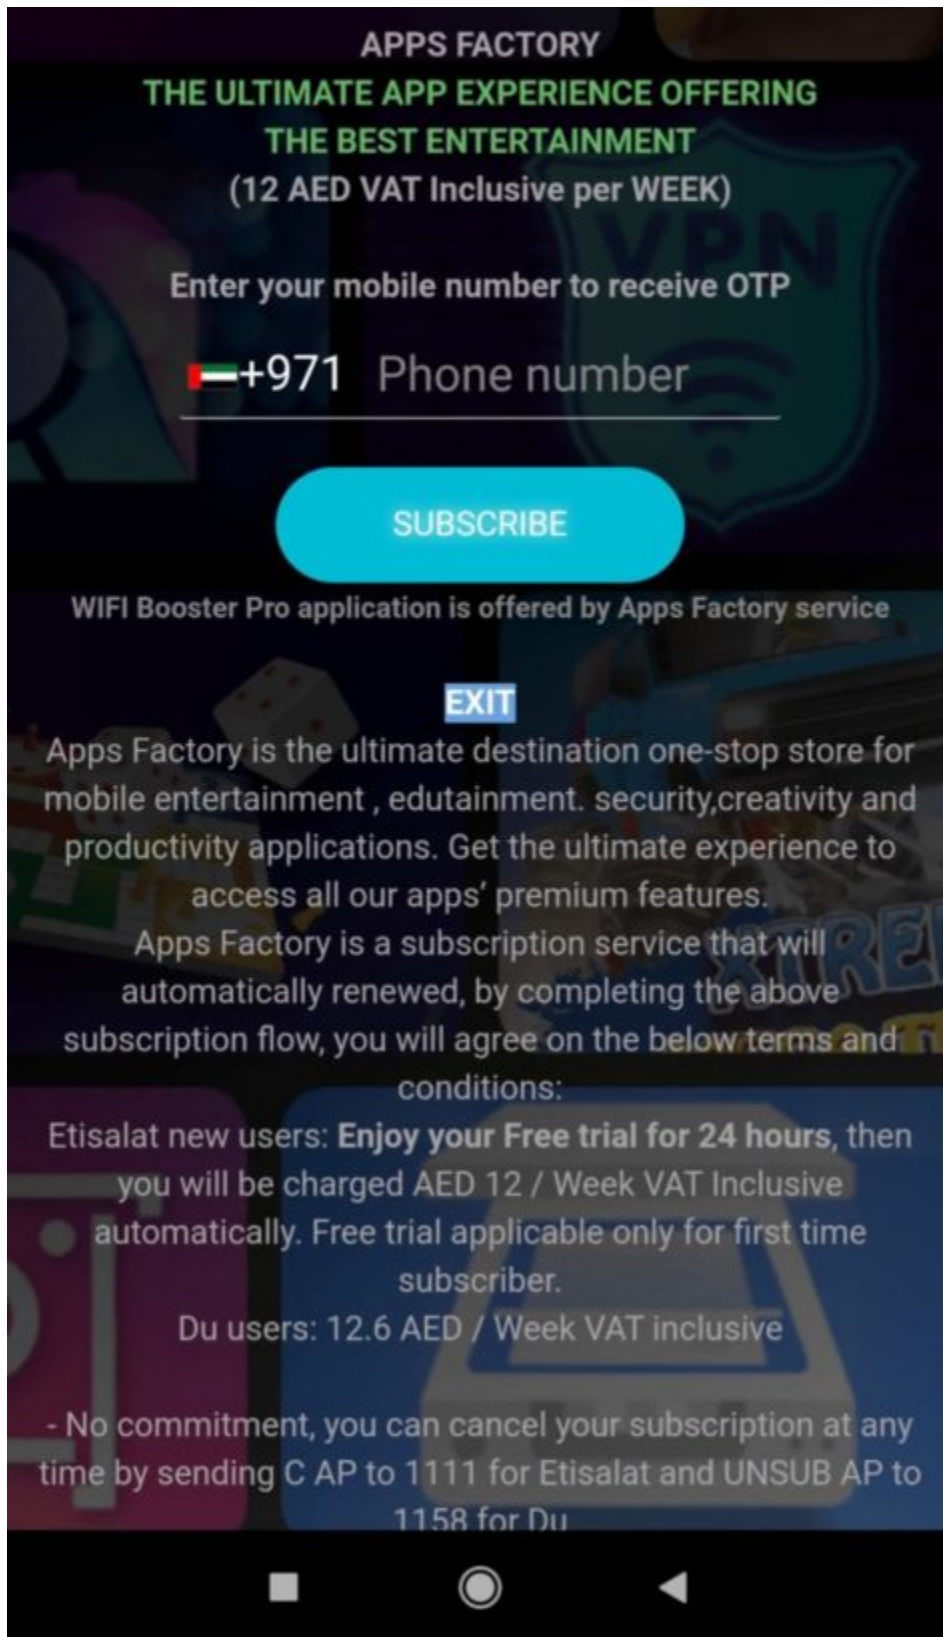 APPS FACTORY
THE ULTIMATE APP EXPERIENCE OFFERING
THE BEST ENTERTAINMENT
(12 AED VAT Inclusive per WEEK)
VPN
Enter your mobile number to receive OTP
+971 Phone number
SUBSCRIBE
WIFI Booster Pro application is offered by Apps Factory service
EXIT
Apps Factory is the ultimate destination one-stop store for
mobile entertainment , edutainment. security,creativity and
productivity applications. Get the ultimate experience to
access all our apps’ premium features.
Apps Factory is a subscription service that will
automatically renewed, by completing the above
subscription flow, you will agree on the below terms and
conditions:
Etisalat new users: Enjoy your Free trial for 24 hours, then
you will be charged AED 12 / Week VAT Inclusive
automatically. Free trial applicable only for first time
subscriber.
Du users: 12.6 AED / Week VAT inclusive
- No commitment, you can cancel your subscription at any
time by sending C AP to 1111 for Etisalat and UNSUB AP to
1158 for Du